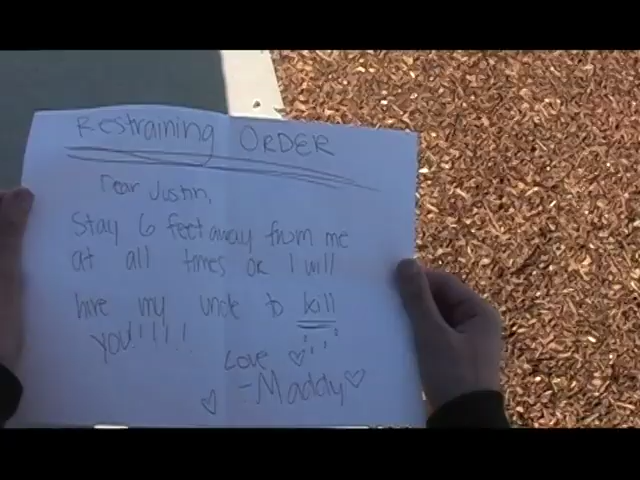 Restraining ORDER
Dear Justin,
Stay 6 feet away from me
at all times or I will
hire my uncle to kill
YOU!!!!!
Love ♡
-Maddy♡
♡